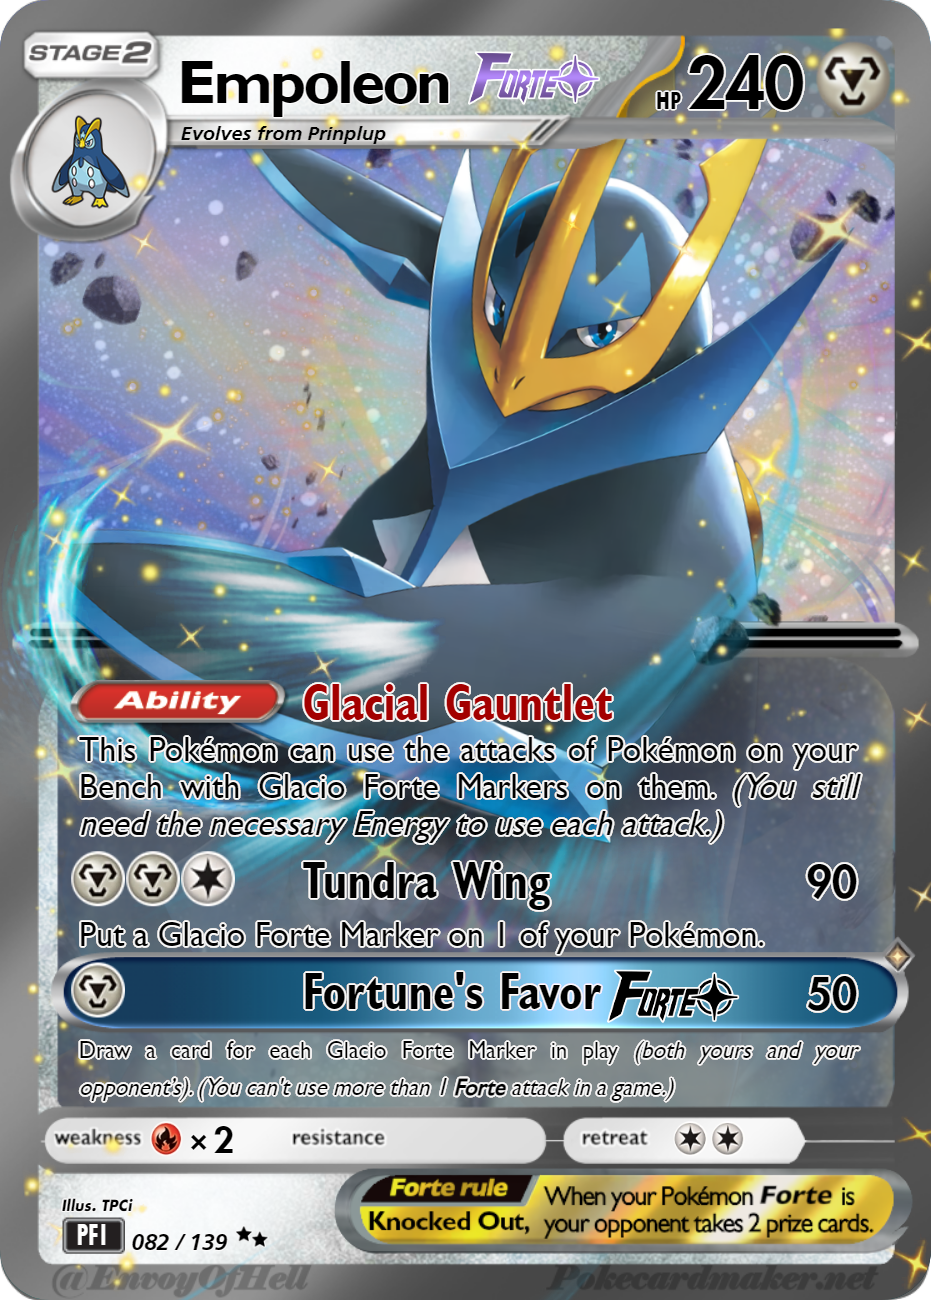 STAGE2
Empoleon FORTE HP 240
Evolves from Prinplup
Ability Glacial Gauntlet
This Pokémon can use the attacks of Pokémon on your
Bench with Glacio Forte Markers on them. (You still
need the necessary Energy to use each attack.)
Tundra Wing 90
Put a Glacio Forte Marker on 1 of your Pokémon.
Fortune's Favor FORTE 50
Draw a card for each Glacio Forte Marker in play (both yours and your
opponent's). (You can't use more than 1 Forte attack in a game.)
weakness × 2 resistance retreat
Illus. TPCi
PFI 082 / 139
Forte rule When your Pokémon Forte is
Knocked Out, your opponent takes 2 prize cards.
@EnvoyOfHell Pokecardmaker.net